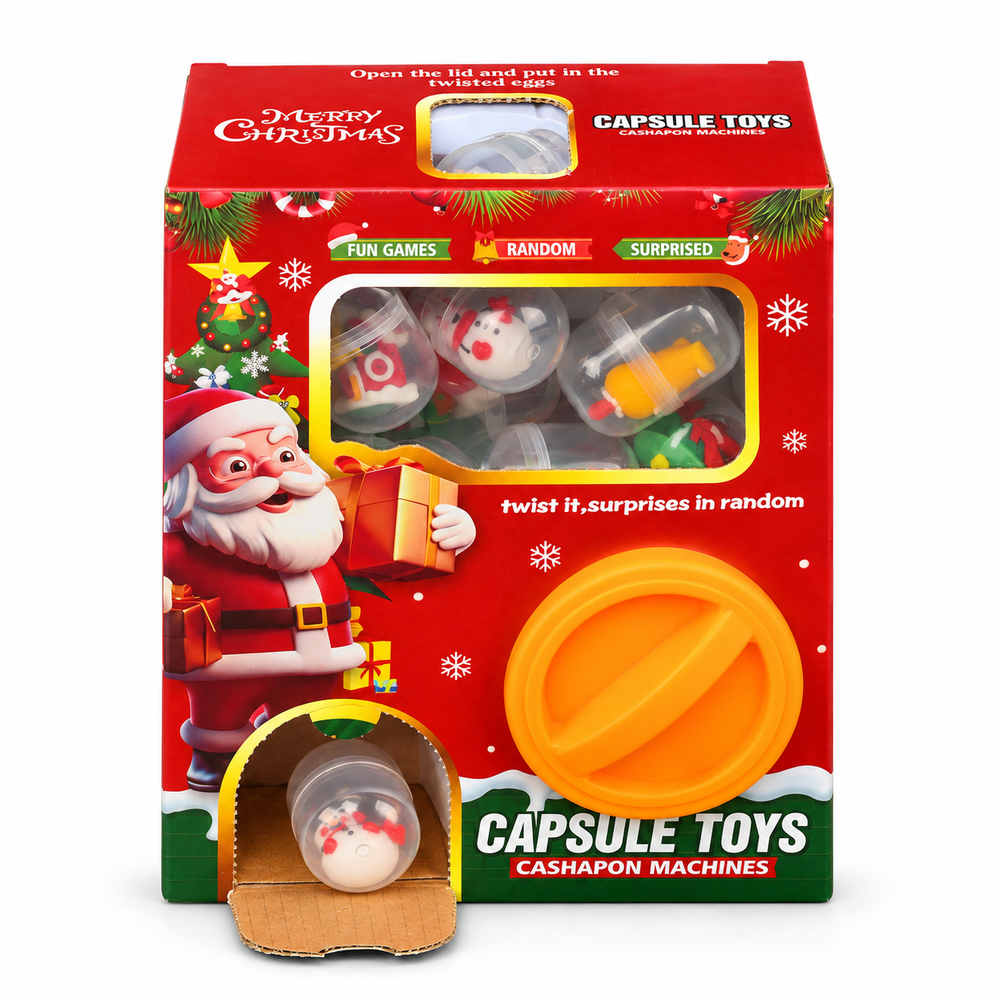 Open the lid and put in the
twisted eggs
MERRY
CHRISTMAS
CAPSULE TOYS
CASHAPON MACHINES
FUN GAMES
RANDOM
SURPRISED
twist it,surprises in random
CAPSULE TOYS
CASHAPON MACHINES